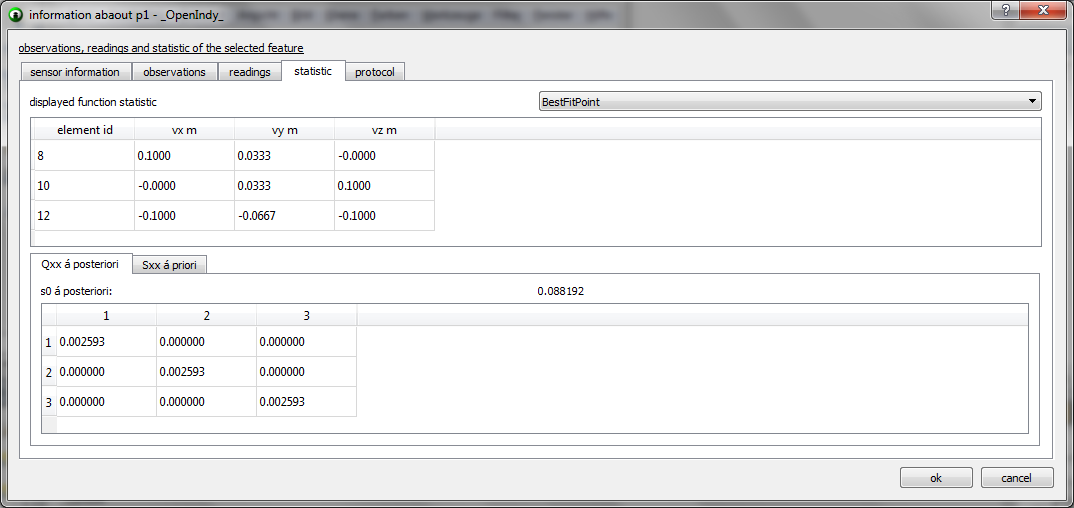 information abaout p1 - _OpenIndy_
observations, readings and statistic of the selected feature
sensor information observations readings statistic protocol
displayed function statistic BestFitPoint
element id vx m vy m vz m
8 0.1000 0.0333 -0.0000
10 -0.0000 0.0333 0.1000
12 -0.1000 -0.0667 -0.1000
Qxx á posteriori Sxx á priori
s0 á posteriori: 0.088192
1 2 3
1 0.002593 0.000000 0.000000
2 0.000000 0.002593 0.000000
3 0.000000 0.000000 0.002593
ok cancel